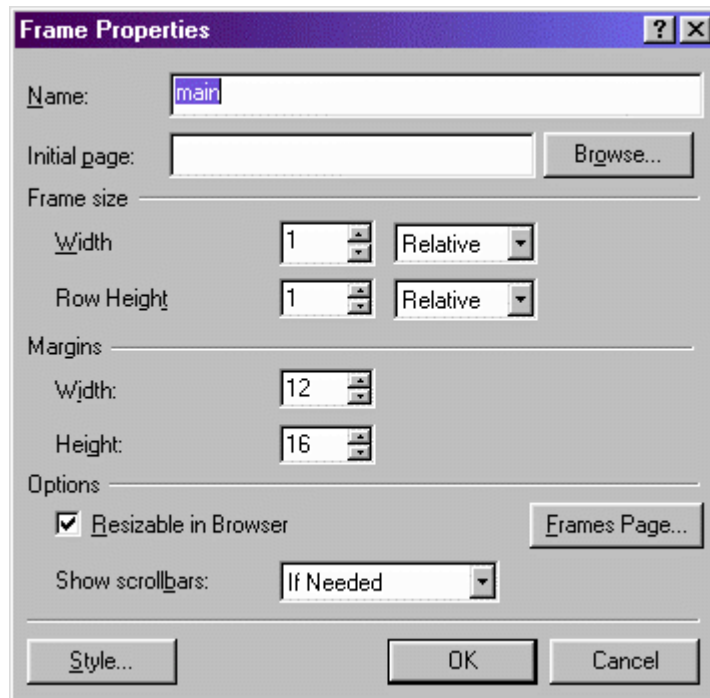 Frame Properties
Name: main
Initial page: Browse...
Frame size
Width 1 Relative
Row Height 1 Relative
Margins
Width: 12
Height: 16
Options
Resizable in Browser Frames Page...
Show scrollbars: If Needed
Style... OK Cancel